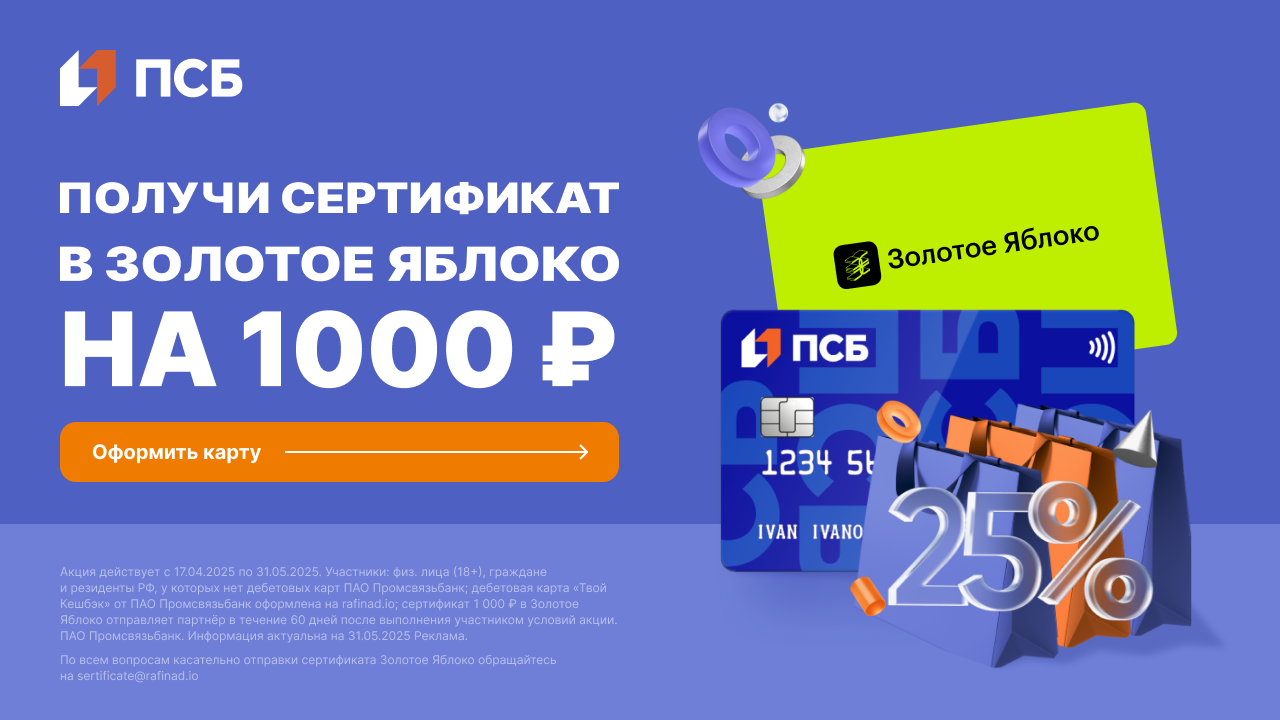 ПСБ
ПОЛУЧИ СЕРТИФИКАТ
В ЗОЛОТОЕ ЯБЛОКО
НА 1000 ₽
Оформить карту
Акция действует с 17.04.2025 по 31.05.2025. Участники: физ. лица (18+), граждане
и резиденты РФ, у которых нет дебетовых карт ПАО Промсвязьбанк; дебетовая карта «Твой
Кешбэк» от ПАО Промсвязьбанк оформлена на rafinad.io; сертификат 1 000 ₽ в Золотое
Яблоко отправляет партнёр в течение 60 дней после выполнения участником условий акции.
ПАО Промсвязьбанк. Информация актуальна на 31.05.2025 Реклама.
По всем вопросам касательно отправки сертификата Золотое Яблоко обращайтесь
на sertificate@rafinad.io
Золотое Яблоко
ПСБ
1234
IVAN IVANO
25%